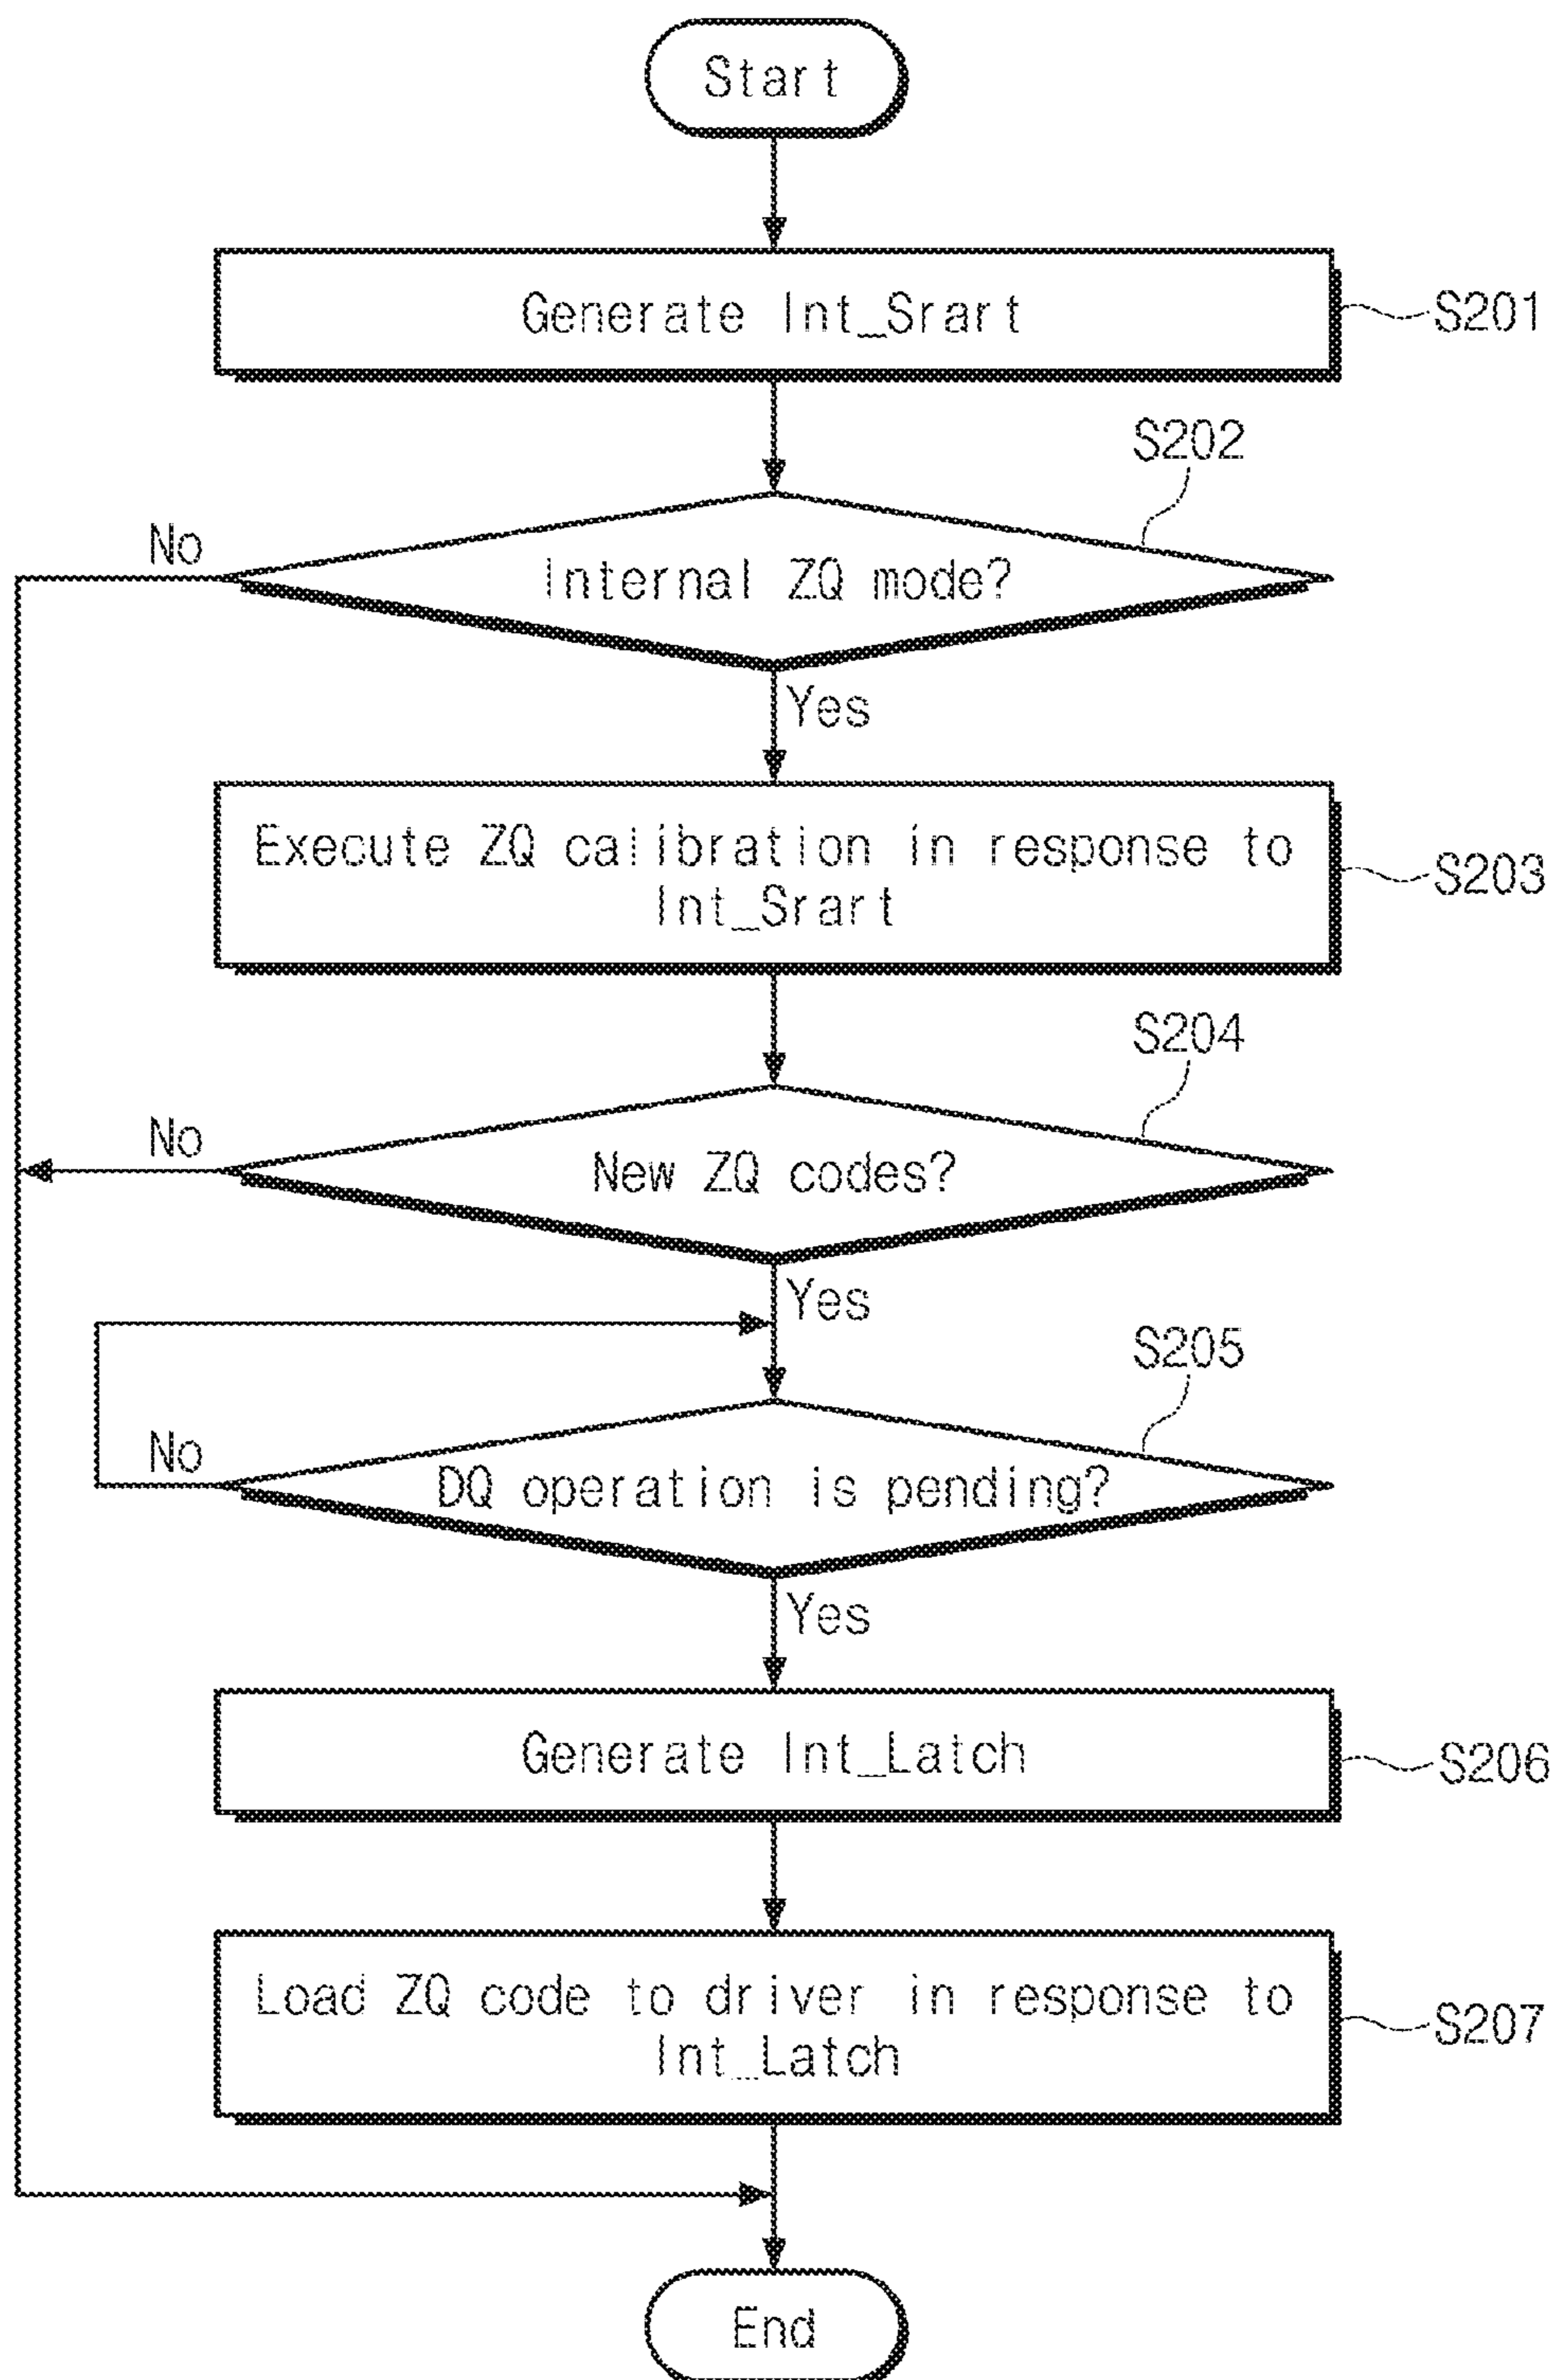 Start
Generate Int_Srart
S201
S202
No
Internal ZQ mode?
Yes
Execute ZQ calibration in response to
Int_Srart
S203
S204
No
New ZQ codes?
Yes
S205
No
DQ operation is pending?
Yes
Generate Int_Latch
S206
Load ZQ code to driver in response to
Int_Latch
S207
End